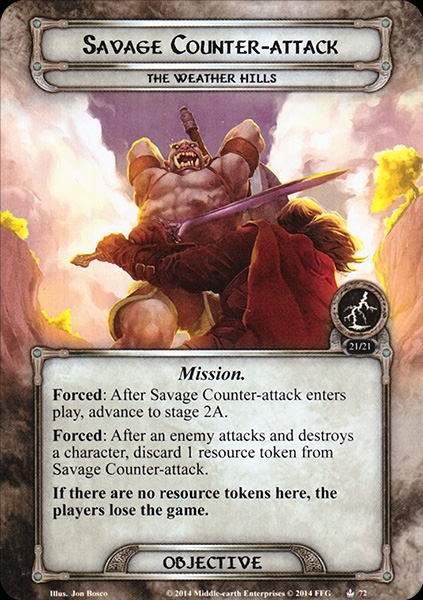 SAVAGE COUNTER-ATTACK
THE WEATHER HILLS
21/21
Mission.
Forced: After Savage Counter-attack enters
play, advance to stage 2A.
Forced: After an enemy attacks and destroys
a character, discard 1 resource token from
Savage Counter-attack.
If there are no resource tokens here, the
players lose the game.
OBJECTIVE
Illus. Jon Bosco © 2014 Middle-earth Enterprises © 2014 FFG 72